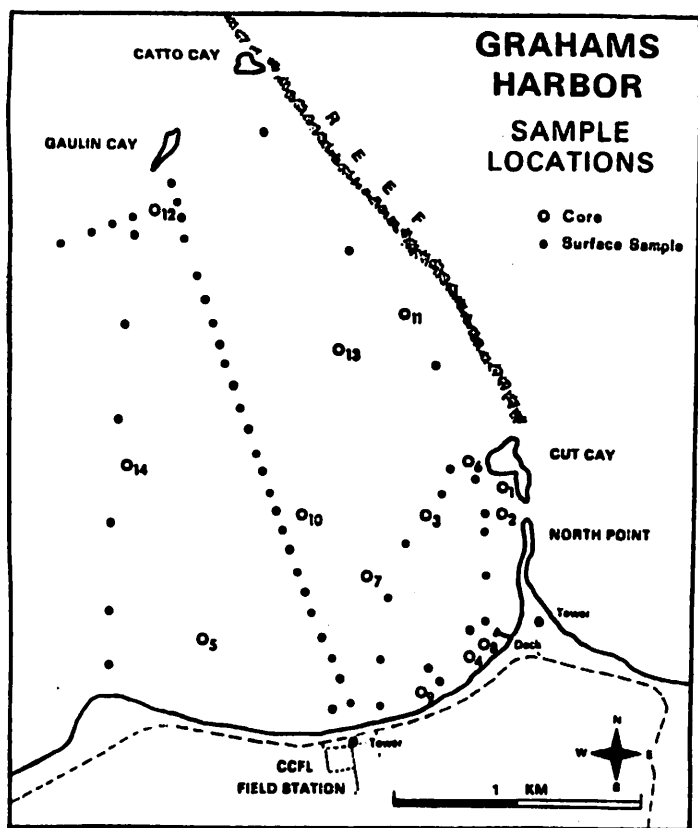 GRAHAMS
HARBOR
SAMPLE
LOCATIONS
Core
Surface Sample
CATTO CAY
REEF
GAULIN CAY
12
11
13
14
6
CUT CAY
1
10
3
2
NORTH POINT
7
Tower
5
8
Dock
4
9
Tower
CCFL
FIELD STATION
N
W E
S
1 KM